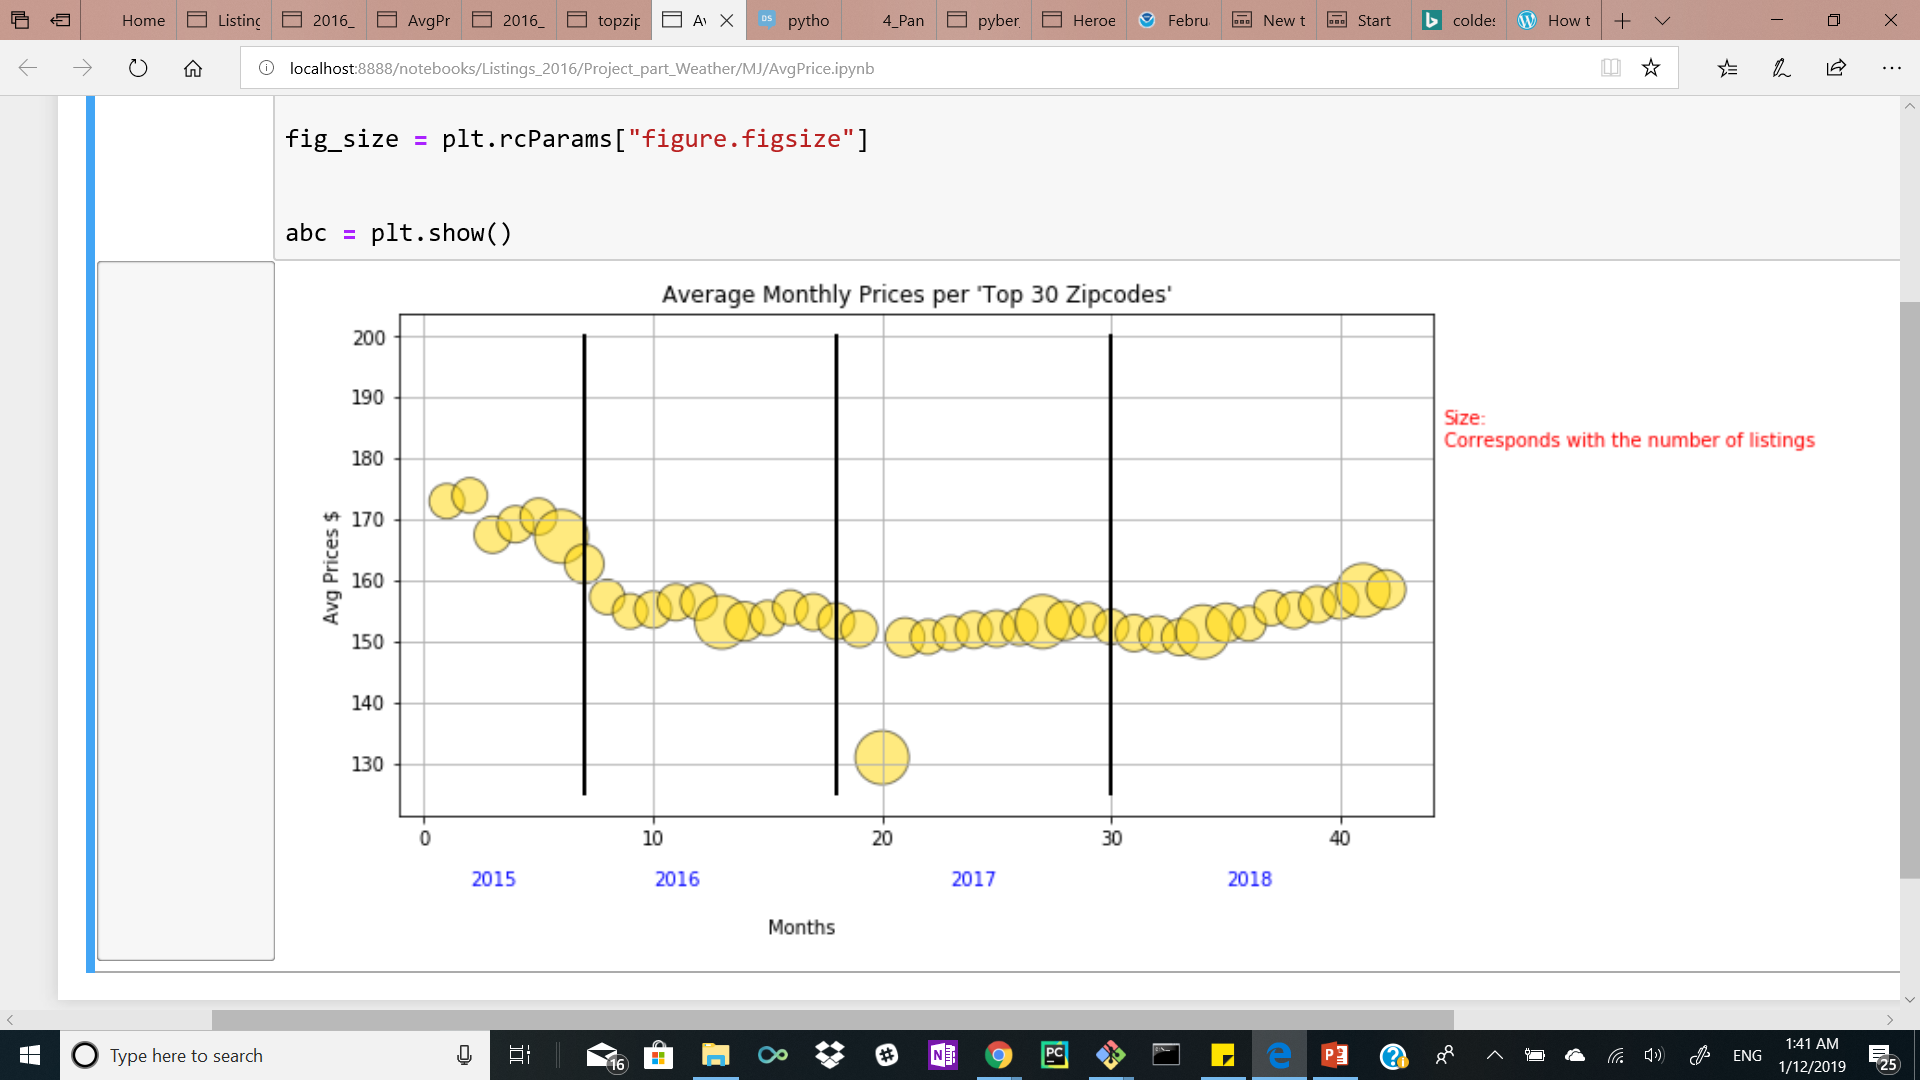 Home Listing 2016_ AvgPr 2016_ topzip Av pytho 4_Pan pyber_ Heroe Febru New t Start coldes How t
localhost:8888/notebooks/Listings_2016/Project_part_Weather/MJ/AvgPrice.ipynb
fig_size = plt.rcParams["figure.figsize"]
abc = plt.show()
Average Monthly Prices per 'Top 30 Zipcodes'
200
190
180
170
160
150
140
130
Avg Prices $
Size:
Corresponds with the number of listings
0 10 20 30 40
2015 2016 2017 2018
Months
Type here to search
16
ENG
1:41 AM
1/12/2019
25